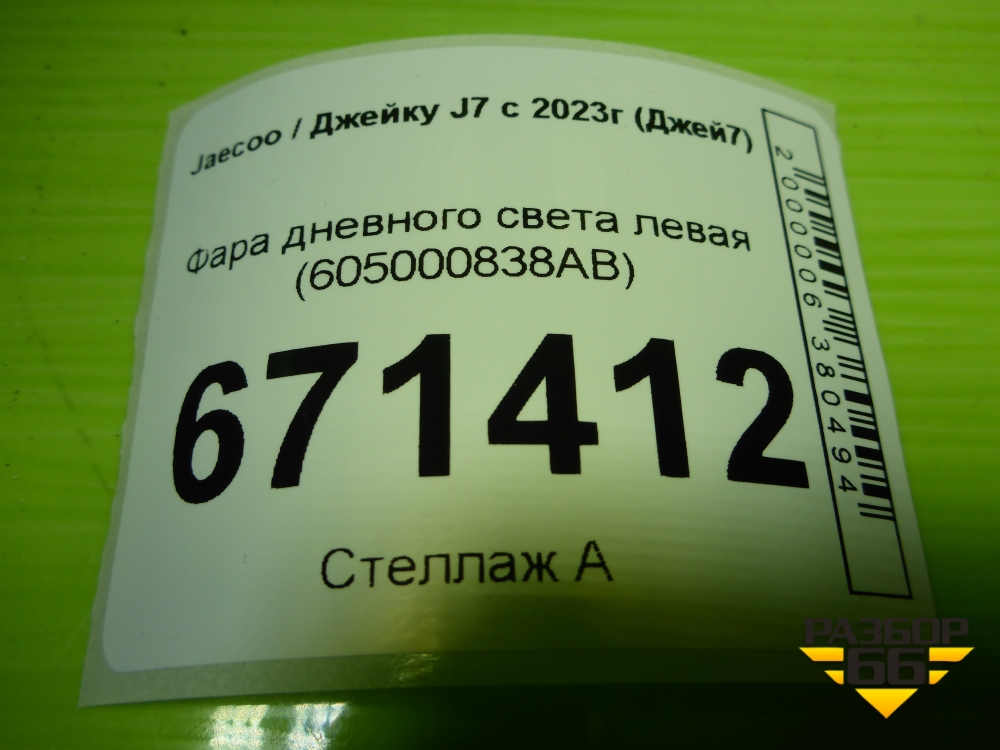 Jaecoo / Джейку J7 с 2023г (Джей7)
Фара дневного света левая
(605000838AB)
671412
Стеллаж А
2000006380494
РАЗБОР
66